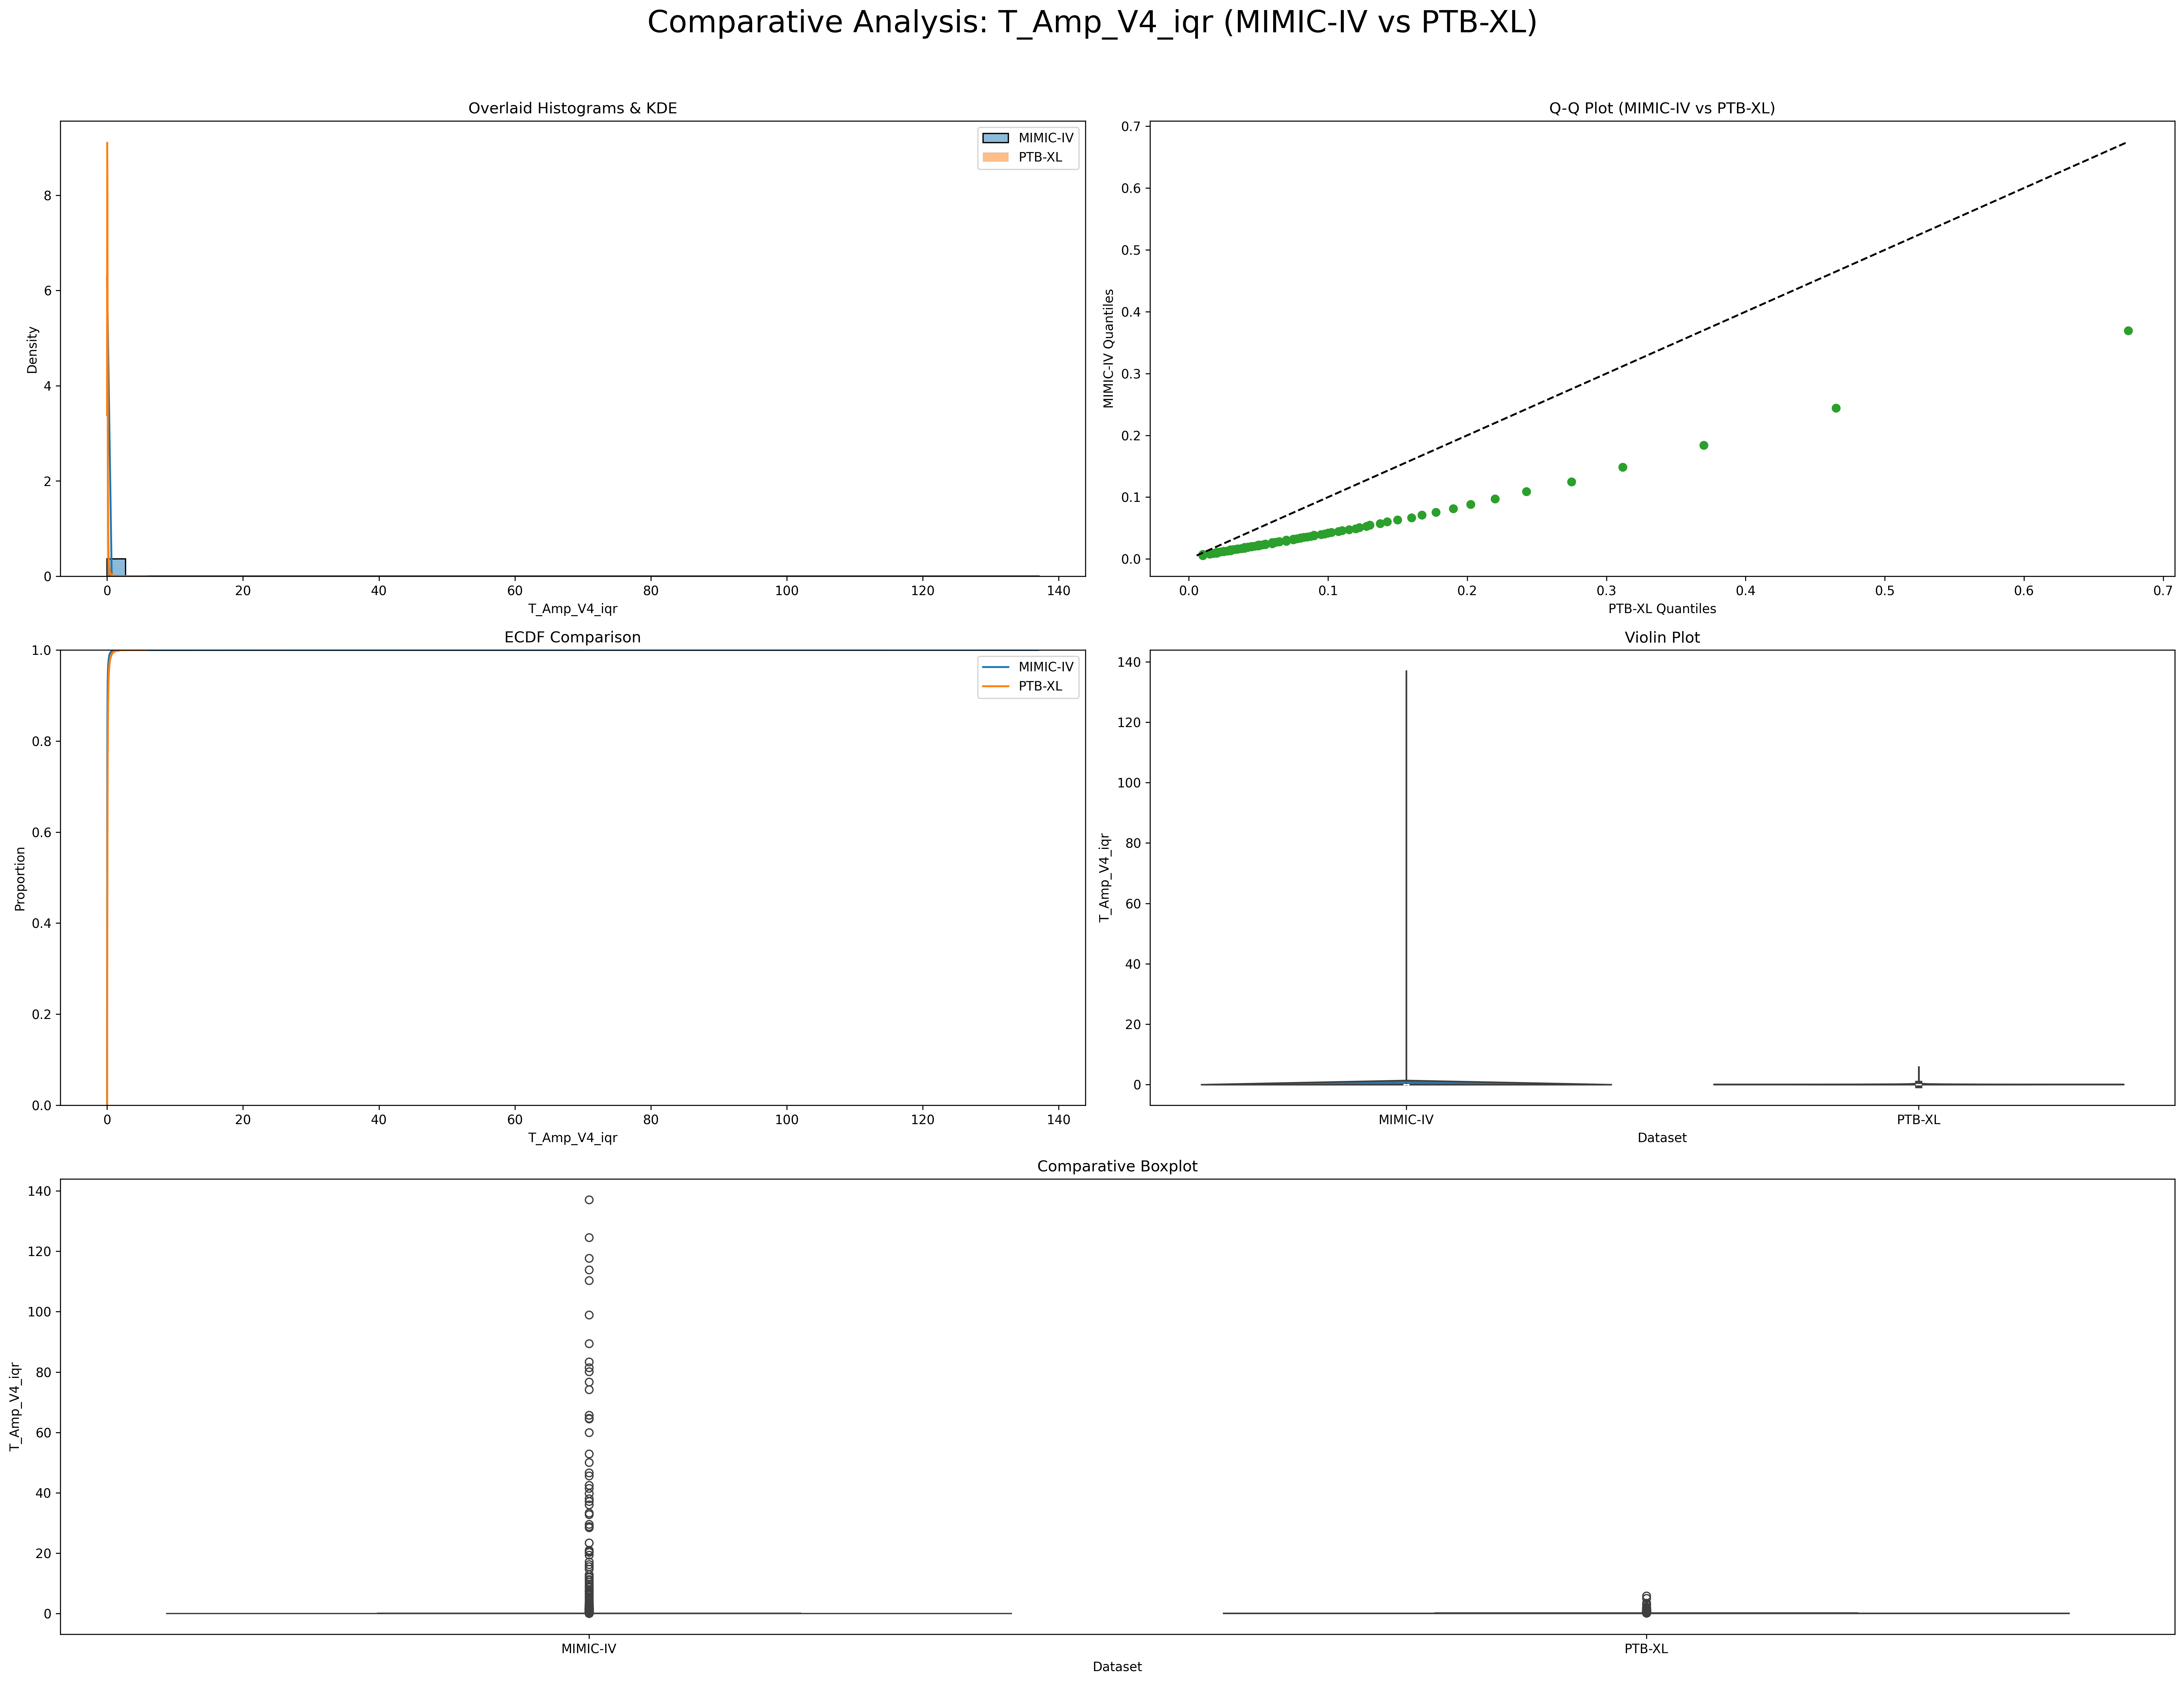 Comparative Analysis: T_Amp_V4_iqr (MIMIC-IV vs PTB-XL)
Overlaid Histograms & KDE
MIMIC-IV
PTB-XL
Density
8
6
4
2
0
0 20 40 60 80 100 120 140
T_Amp_V4_iqr
Q-Q Plot (MIMIC-IV vs PTB-XL)
MIMIC-IV Quantiles
0.7
0.6
0.5
0.4
0.3
0.2
0.1
0.0
0.0 0.1 0.2 0.3 0.4 0.5 0.6 0.7
PTB-XL Quantiles
ECDF Comparison
MIMIC-IV
PTB-XL
Proportion
1.0
0.8
0.6
0.4
0.2
0.0
0 20 40 60 80 100 120 140
T_Amp_V4_iqr
Violin Plot
T_Amp_V4_iqr
140
120
100
80
60
40
20
0
MIMIC-IV PTB-XL
Dataset
Comparative Boxplot
T_Amp_V4_iqr
140
120
100
80
60
40
20
0
MIMIC-IV PTB-XL
Dataset